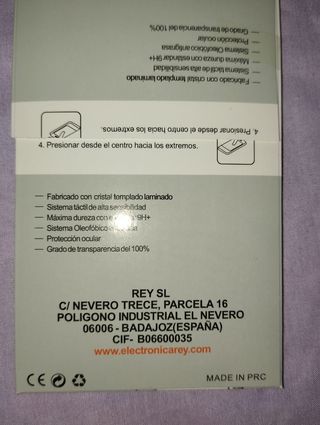 — Grado de transparencia del 100%
— Protección ocular
— Sistema Oleofóbico antigrasa
— Máxima dureza con estándar 9H+
— Sistema táctil de alta sensibilidad
Fabricado con cristal templado laminado
4. Presionar desde el centro hacia los extremos.
4. Presionar desde el centro hacia los extremos.
— Fabricado con cristal templado laminado
— Sistema táctil de alta sensibilidad
— Máxima dureza con 9H+
— Sistema Oleofóbico
— Protección ocular
— Grado de transparencia del 100%
REY SL
C/ NEVERO TRECE, PARCELA 16
POLIGONO INDUSTRIAL EL NEVERO
06006 - BADAJOZ(ESPAÑA)
CIF- B06600035
www.electronicarey.com
CE
MADE IN PRC